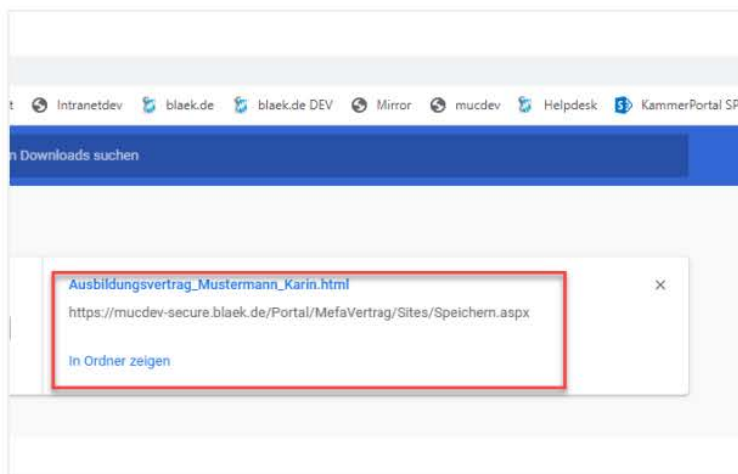 t Intranetdev blaek.de blaek.de DEV Mirror mucdev Helpdesk KammerPortal SP
n Downloads suchen
Ausbildungsvertrag_Mustermann_Karin.html
https://mucdev-secure.blaek.de/Portal/MefaVertrag/Sites/Speichern.aspx
In Ordner zeigen